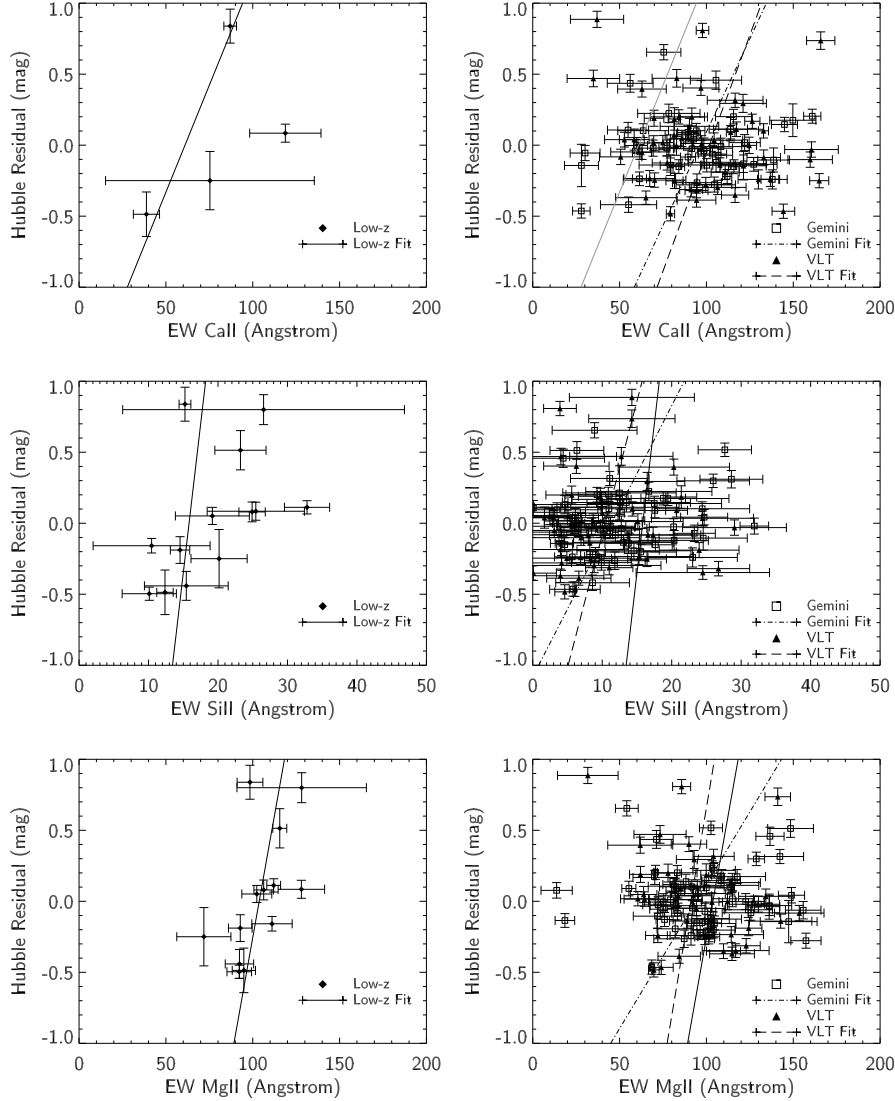 1.0
0.5
0.0
-0.5
-1.0
Hubble Residual (mag)
Low-z
Low-z Fit
0 50 100 150 200
EW CaII (Angstrom)
1.0
0.5
0.0
-0.5
-1.0
Hubble Residual (mag)
Gemini
Gemini Fit
VLT
VLT Fit
0 50 100 150 200
EW CaII (Angstrom)
1.0
0.5
0.0
-0.5
-1.0
Hubble Residual (mag)
Low-z
Low-z Fit
0 10 20 30 40 50
EW SiII (Angstrom)
1.0
0.5
0.0
-0.5
-1.0
Hubble Residual (mag)
Gemini
Gemini Fit
VLT
VLT Fit
0 10 20 30 40 50
EW SiII (Angstrom)
1.0
0.5
0.0
-0.5
-1.0
Hubble Residual (mag)
Low-z
Low-z Fit
0 50 100 150 200
EW MgII (Angstrom)
1.0
0.5
0.0
-0.5
-1.0
Hubble Residual (mag)
Gemini
Gemini Fit
VLT
VLT Fit
0 50 100 150 200
EW MgII (Angstrom)